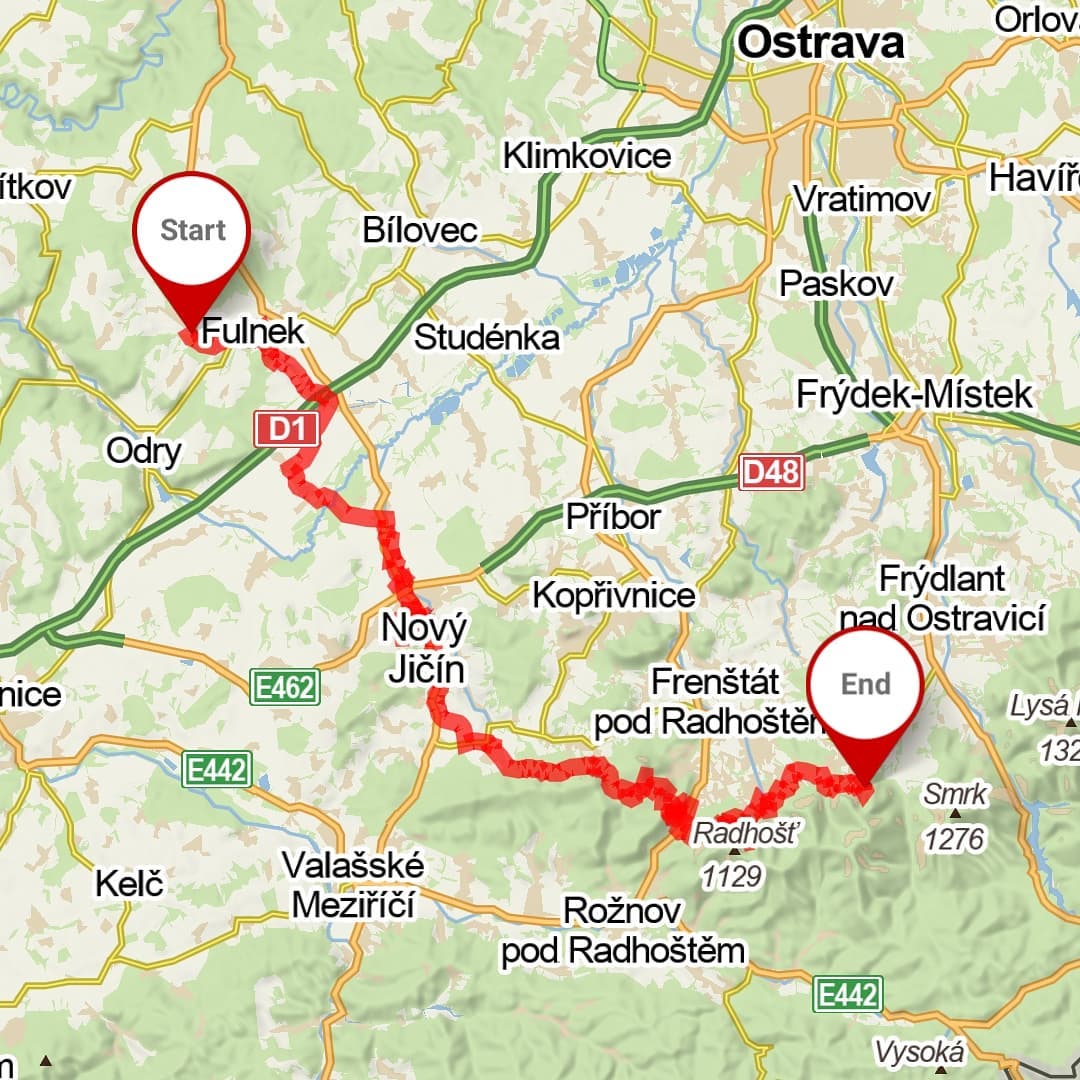 Orlov
Ostrava
Klimkovice
ítkov
Havíř
Vratimov
Start
Bílovec
Paskov
Fulnek
Studénka
Frýdek-Místek
D1
Odry
D48
Příbor
Frýdlant
nad Ostravicí
Kopřivnice
Nový
Jičín
E462
Frenštát
pod Radhoštěm
End
nice
Lysá
132
E442
Smrk
1276
Radhošť
1129
Valašské
Meziříčí
Kelč
Rožnov
pod Radhoštěm
E442
Vysoká
m